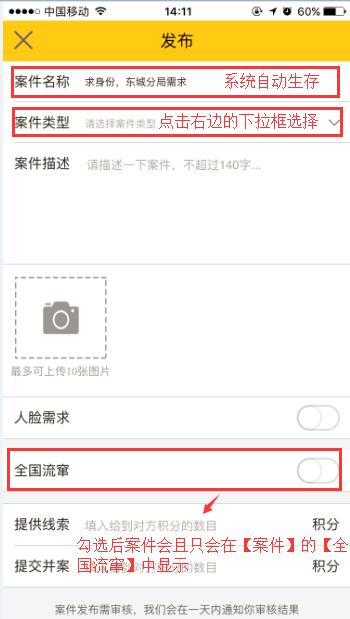 中国移动 14:11 60%
发布
案件名称 求身份，东城分局需求 系统自动生存
案件类型 请选择案件类型 点击右边的下拉框选择
案件描述 请描述一下案件，不超过140字...
最多可上传10张图片
人脸需求
全国流窜
提供线索 填入给到对方积分的数目 积分
勾选后案件会且只会在【案件】的【全
国流窜】中显示
提交并案 积分
案件发布需审核，我们会在一天内通知你审核结果